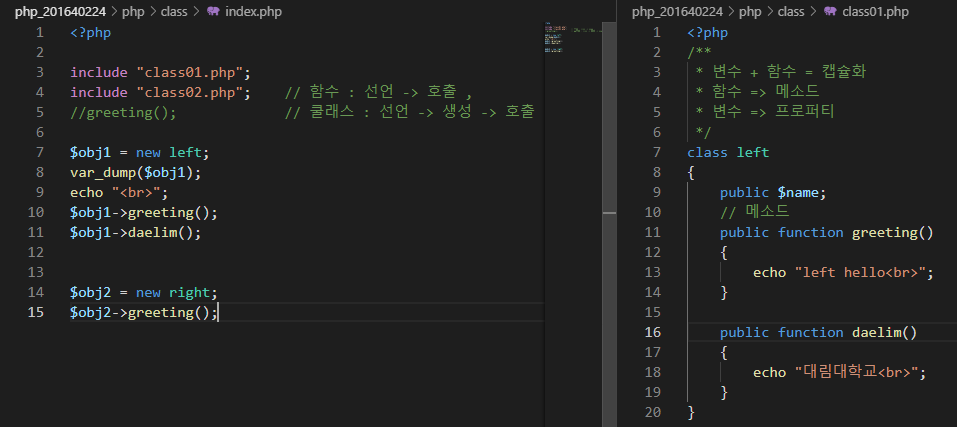 php_201640224 > php > class > index.php
1 <?php
2
3 include "class01.php";
4 include "class02.php";    // 함수 : 선언 -> 호출 ,
5 //greeting();             // 쿨래스 : 선언 -> 생성 -> 호출
6
7 $obj1 = new left;
8 var_dump($obj1);
9 echo "<br>";
10 $obj1->greeting();
11 $obj1->daelim();
12
13
14 $obj2 = new right;
15 $obj2->greeting();
php_201640224 > php > class > class01.php
1 <?php
2 /**
3  * 변수 + 함수 = 캡슐화
4  * 함수 => 메소드
5  * 변수 => 프로퍼티
6  */
7 class left
8 {
9     public $name;
10     // 메소드
11     public function greeting()
12     {
13         echo "left hello<br>";
14     }
15
16     public function daelim()
17     {
18         echo "대림대학교<br>";
19     }
20 }